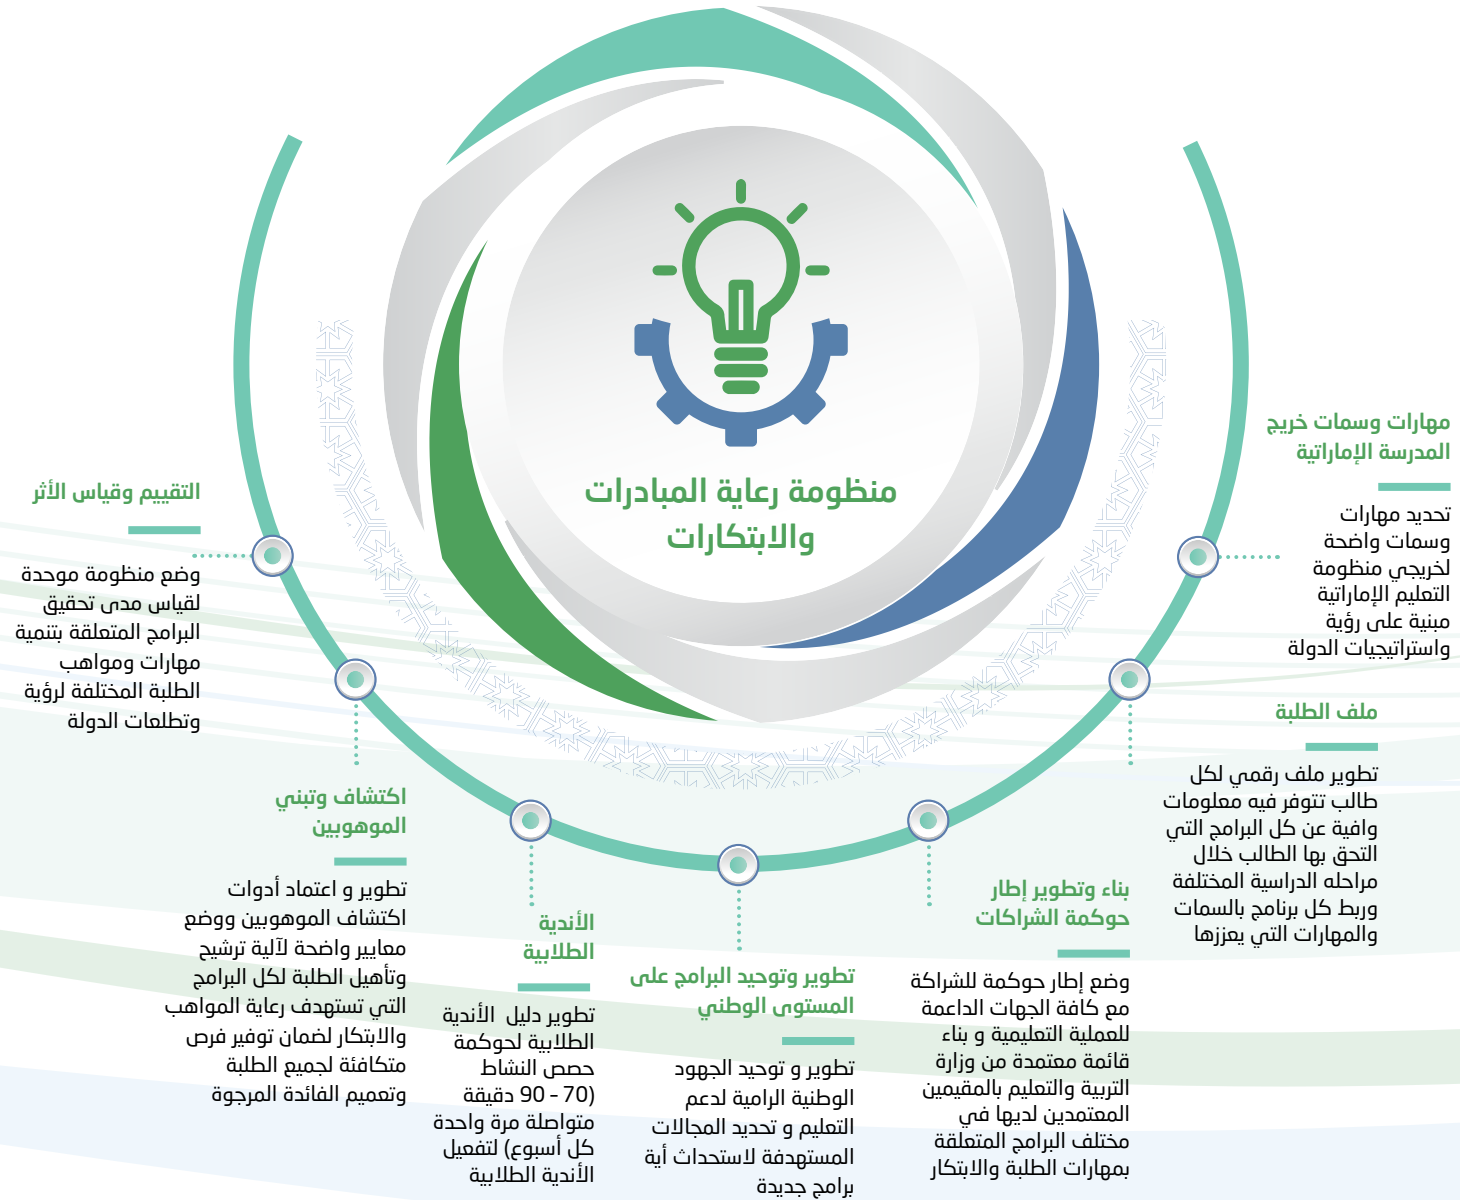 منظومة رعاية المبادرات
والابتكارات
مهارات وسمات خريج
المدرسة الإماراتية
تحديد مهارات
وسمات واضحة
لخريجي منظومة
التعليم الإماراتية
مبنية على رؤية
واستراتيجيات الدولة
ملف الطلبة
تطوير ملف رقمي لكل
طالب تتوفر فيه معلومات
وافية عن كل البرامج التي
التحق بها الطالب خلال
مراحله الدراسية المختلفة
وربط كل برنامج بالسمات
والمهارات التي يعززها
بناء وتطوير إطار
حوكمة الشراكات
وضع إطار حوكمة للشراكة
مع كافة الجهات الداعمة
للعملية التعليمية و بناء
قائمة معتمدة من وزارة
التربية والتعليم بالمقيمين
المعتمدين لديها في
مختلف البرامج المتعلقة
بمهارات الطلبة والابتكار
تطوير وتوحيد البرامج على
المستوى الوطني
تطوير و توحيد الجهود
الوطنية الرامية لدعم
التعليم و تحديد المجالات
المستهدفة لاستحداث أية
برامج جديدة
الأندية
الطلابية
تطوير دليل الأندية
الطلابية لحوكمة
حصص النشاط
(70 - 90 دقيقة
متواصلة مرة واحدة
كل أسبوع) لتفعيل
الأندية الطلابية
اكتشاف وتبني
الموهوبين
تطوير و اعتماد أدوات
اكتشاف الموهوبين ووضع
معايير واضحة لآلية ترشيح
وتأهيل الطلبة لكل البرامج
التي تستهدف رعاية المواهب
والابتكار لضمان توفير فرص
متكافئة لجميع الطلبة
وتعميم الفائدة المرجوة
التقييم وقياس الأثر
وضع منظومة موحدة
لقياس مدى تحقيق
البرامج المتعلقة بتنمية
مهارات ومواهب
الطلبة المختلفة لرؤية
وتطلعات الدولة